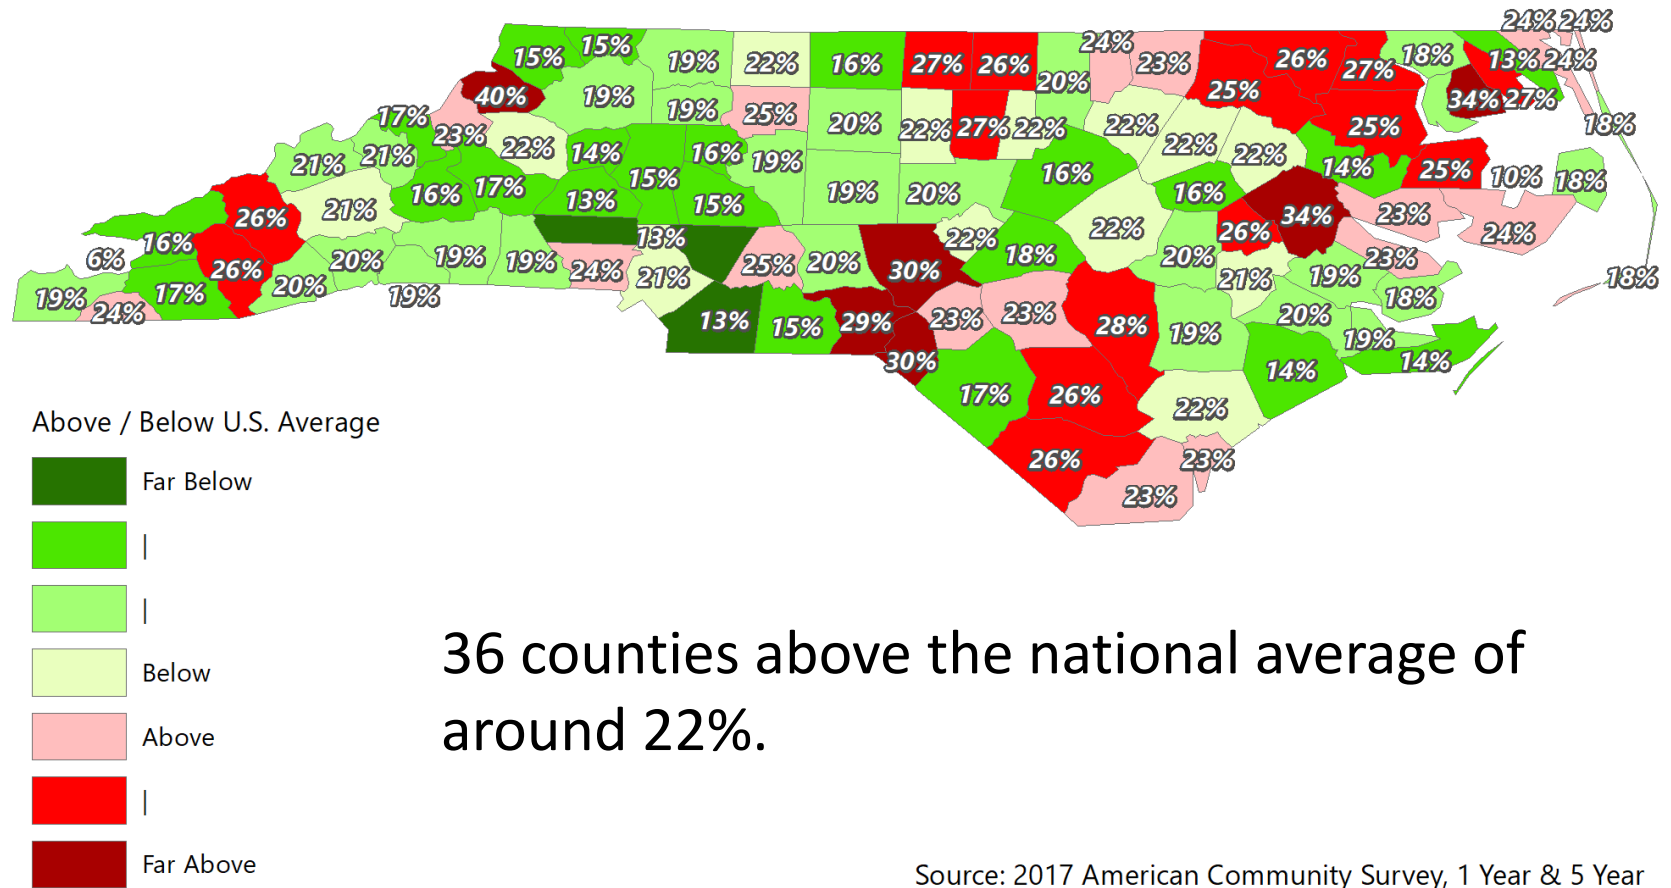 24% 24%
15% 15% 19% 22% 16% 27% 26% 20% 24% 23% 26% 27% 18% 13% 24%
40% 19% 19% 25% 20% 25% 34% 27%
17% 23% 22% 14% 16% 19% 22% 27% 22% 22% 22% 22% 25% 18%
21% 21% 16% 17% 13% 15% 15% 19% 20% 16% 16% 14% 25% 10% 18%
26% 21% 22% 34% 23% 24%
16% 6% 26% 20% 19% 19% 24% 13% 21% 25% 20% 30% 22% 18% 20% 26% 21% 19% 23% 18%
19% 24% 17% 20% 19% 13% 15% 29% 23% 23% 28% 19% 20% 18%
30% 19% 14%
17% 26% 14%
22%
26% 23%
23%
Above / Below U.S. Average
Far Below
|
|
Below
Above
|
Far Above
36 counties above the national average of
around 22%.
Source: 2017 American Community Survey, 1 Year & 5 Year